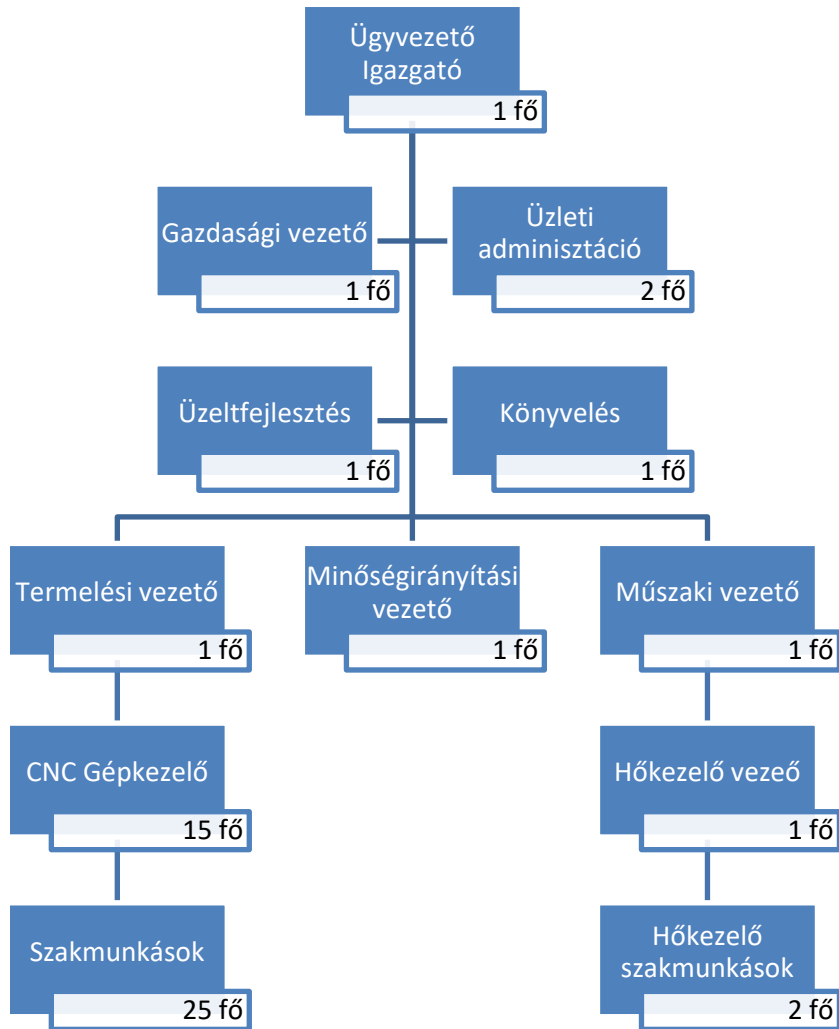 Ügyvezető
Igazgató
1 fő
Gazdasági vezető
1 fő
Üzleti
adminisztáció
2 fő
Üzeltfejlesztés
1 fő
Könyvelés
1 fő
Termelési vezető
1 fő
Minőségirányítási
vezető
1 fő
Műszaki vezető
1 fő
CNC Gépkezelő
15 fő
Hőkezelő vezeő
1 fő
Szakmunkások
25 fő
Hőkezelő
szakmunkások
2 fő